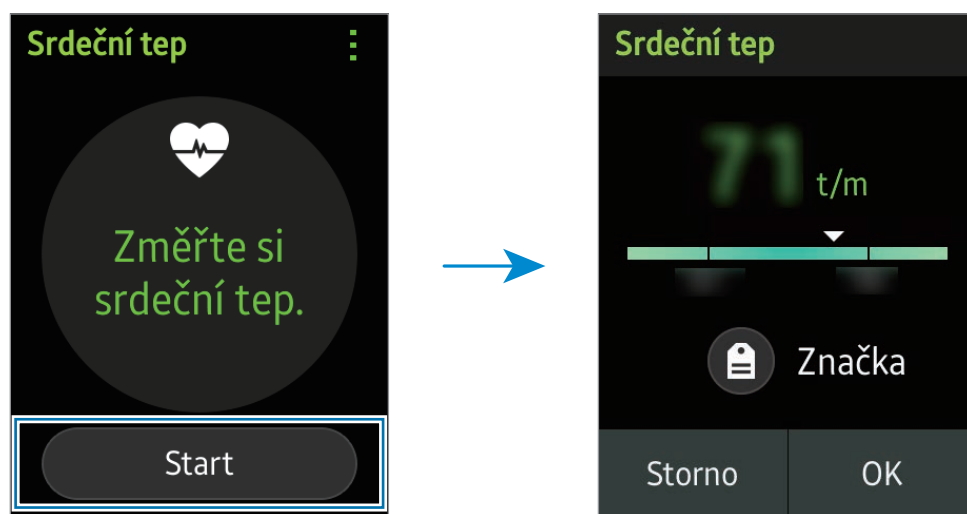 Srdeční tep
Změřte si
srdeční tep.
Start
Srdeční tep
71 t/m
Značka
Storno
OK